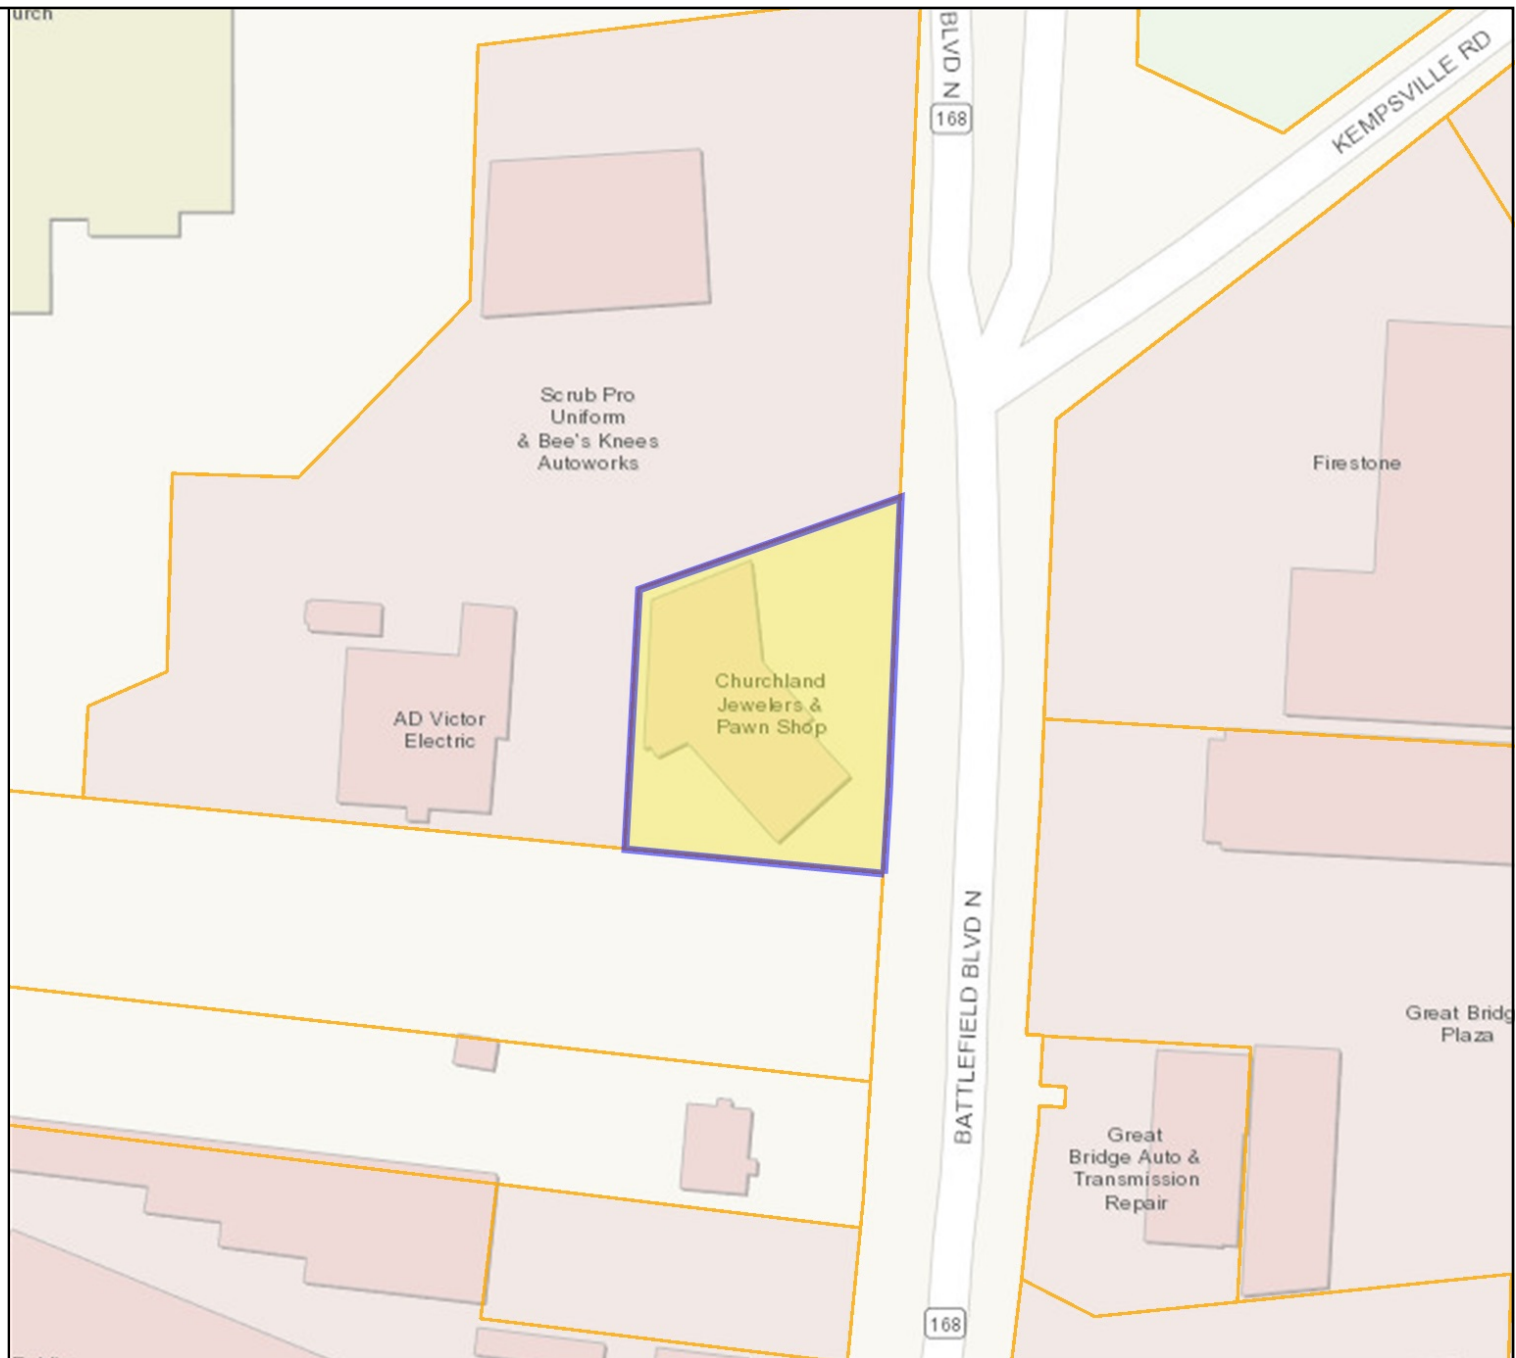 urch
BLVD N
168
KEMPSVILLE RD
Scrub Pro
Uniform
& Bee's Knees
Autoworks
Firestone
Churchland
Jewelers &
Pawn Shop
AD Victor
Electric
BATTLEFIELD BLVD N
Great Bridg
Plaza
Great
Bridge Auto &
Transmission
Repair
168